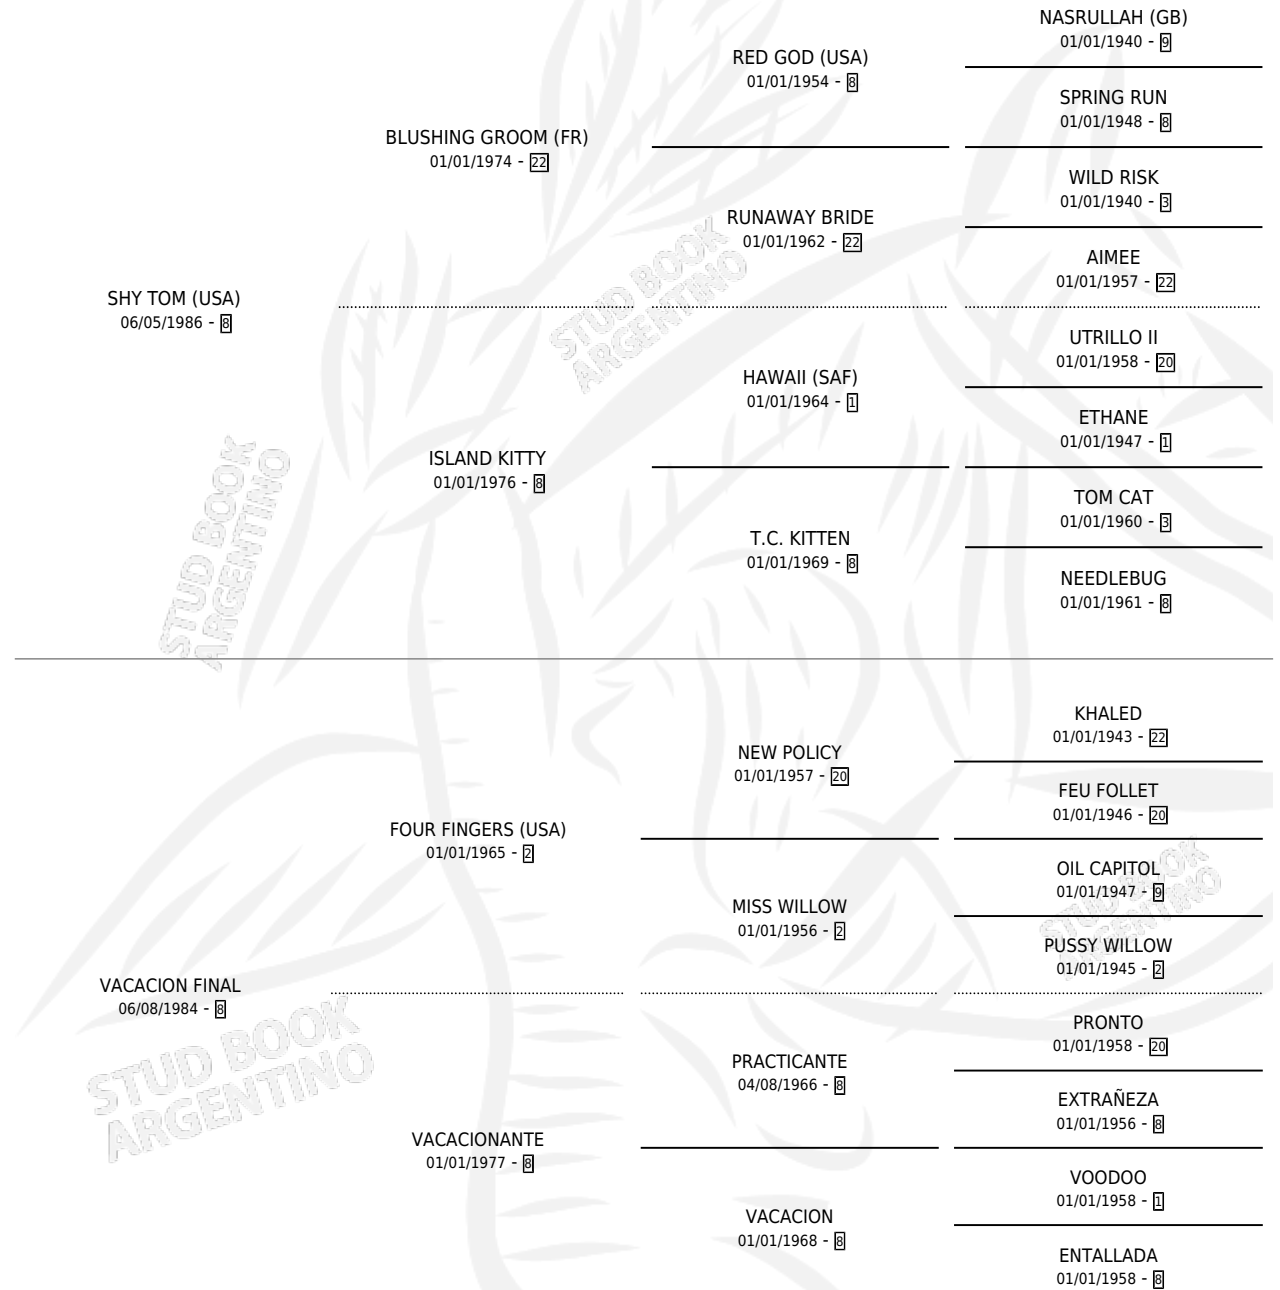 NASRULLAH (GB)
01/01/1940 - 9
RED GOD (USA)
01/01/1954 - 8
SPRING RUN
01/01/1948 - 8
BLUSHING GROOM (FR)
01/01/1974 - 22
WILD RISK
01/01/1940 - 3
RUNAWAY BRIDE
01/01/1962 - 22
AIMEE
01/01/1957 - 22
SHY TOM (USA)
06/05/1986 - 8
UTRILLO II
01/01/1958 - 20
HAWAII (SAF)
01/01/1964 - 1
ETHANE
01/01/1947 - 1
ISLAND KITTY
01/01/1976 - 8
TOM CAT
01/01/1960 - 3
T.C. KITTEN
01/01/1969 - 8
NEEDLEBUG
01/01/1961 - 8
KHALED
01/01/1943 - 22
NEW POLICY
01/01/1957 - 20
FEU FOLLET
01/01/1946 - 20
FOUR FINGERS (USA)
01/01/1965 - 2
OIL CAPITOL
01/01/1947 - 9
MISS WILLOW
01/01/1956 - 2
PUSSY WILLOW
01/01/1945 - 2
VACACION FINAL
06/08/1984 - 8
PRONTO
01/01/1958 - 20
PRACTICANTE
04/08/1966 - 8
EXTRAÑEZA
01/01/1956 - 8
VACACIONANTE
01/01/1977 - 8
VOODOO
01/01/1958 - 1
VACACION
01/01/1968 - 8
ENTALLADA
01/01/1958 - 8
STUD BOOK
ARGENTINO
STUD BOOK
ARGENTINO
STUD BOOK
ARGENTINO
STUD BOOK
ARGENTINO